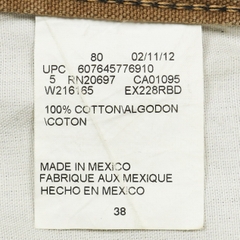 80 02/11/12
UPC 607645776910
5 RN20697 CA01095
W216165 EX228RBD
100% COTTON\ALGODON
\COTON
MADE IN MEXICO
FABRIQUE AUX MEXIQUE
HECHO EN MEXICO
38